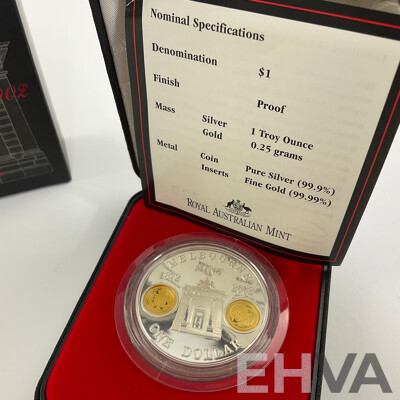 Nominal Specifications
Denomination $1
Finish Proof
Mass Silver 1 Troy Ounce
Gold 0.25 grams
Metal Coin Pure Silver (99.9%)
Inserts Fine Gold (99.99%)
ROYAL AUSTRALIAN MINT
MELBOURNE
ONE DOLLAR
EHVA